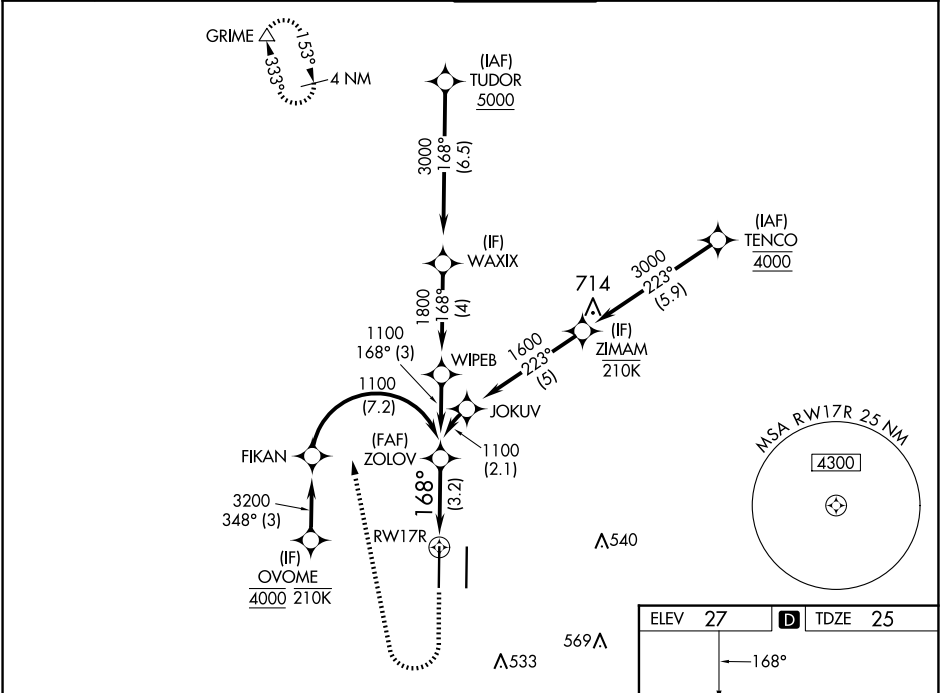 GRIME
153°
333°
4 NM
(IAF)
TUDOR
5000
3000
168°
(6.5)
(IF)
WAXIX
1800
168°
(4)
(IAF)
TENCO
4000
3000
223°
(5.9)
714
(IF)
ZIMAM
210K
1600
223°
(5)
1100
168° (3)
WIPEB
1100
(7.2)
JOKUV
FIKAN
(FAF)
ZOLOV
1100
(2.1)
168°
(3.2)
3200
348° (3)
RW17R
(IF)
OVOME
4000 210K
MSA RW17R 25 NM
4300
540
569
533
ELEV 27 D TDZE 25
168°